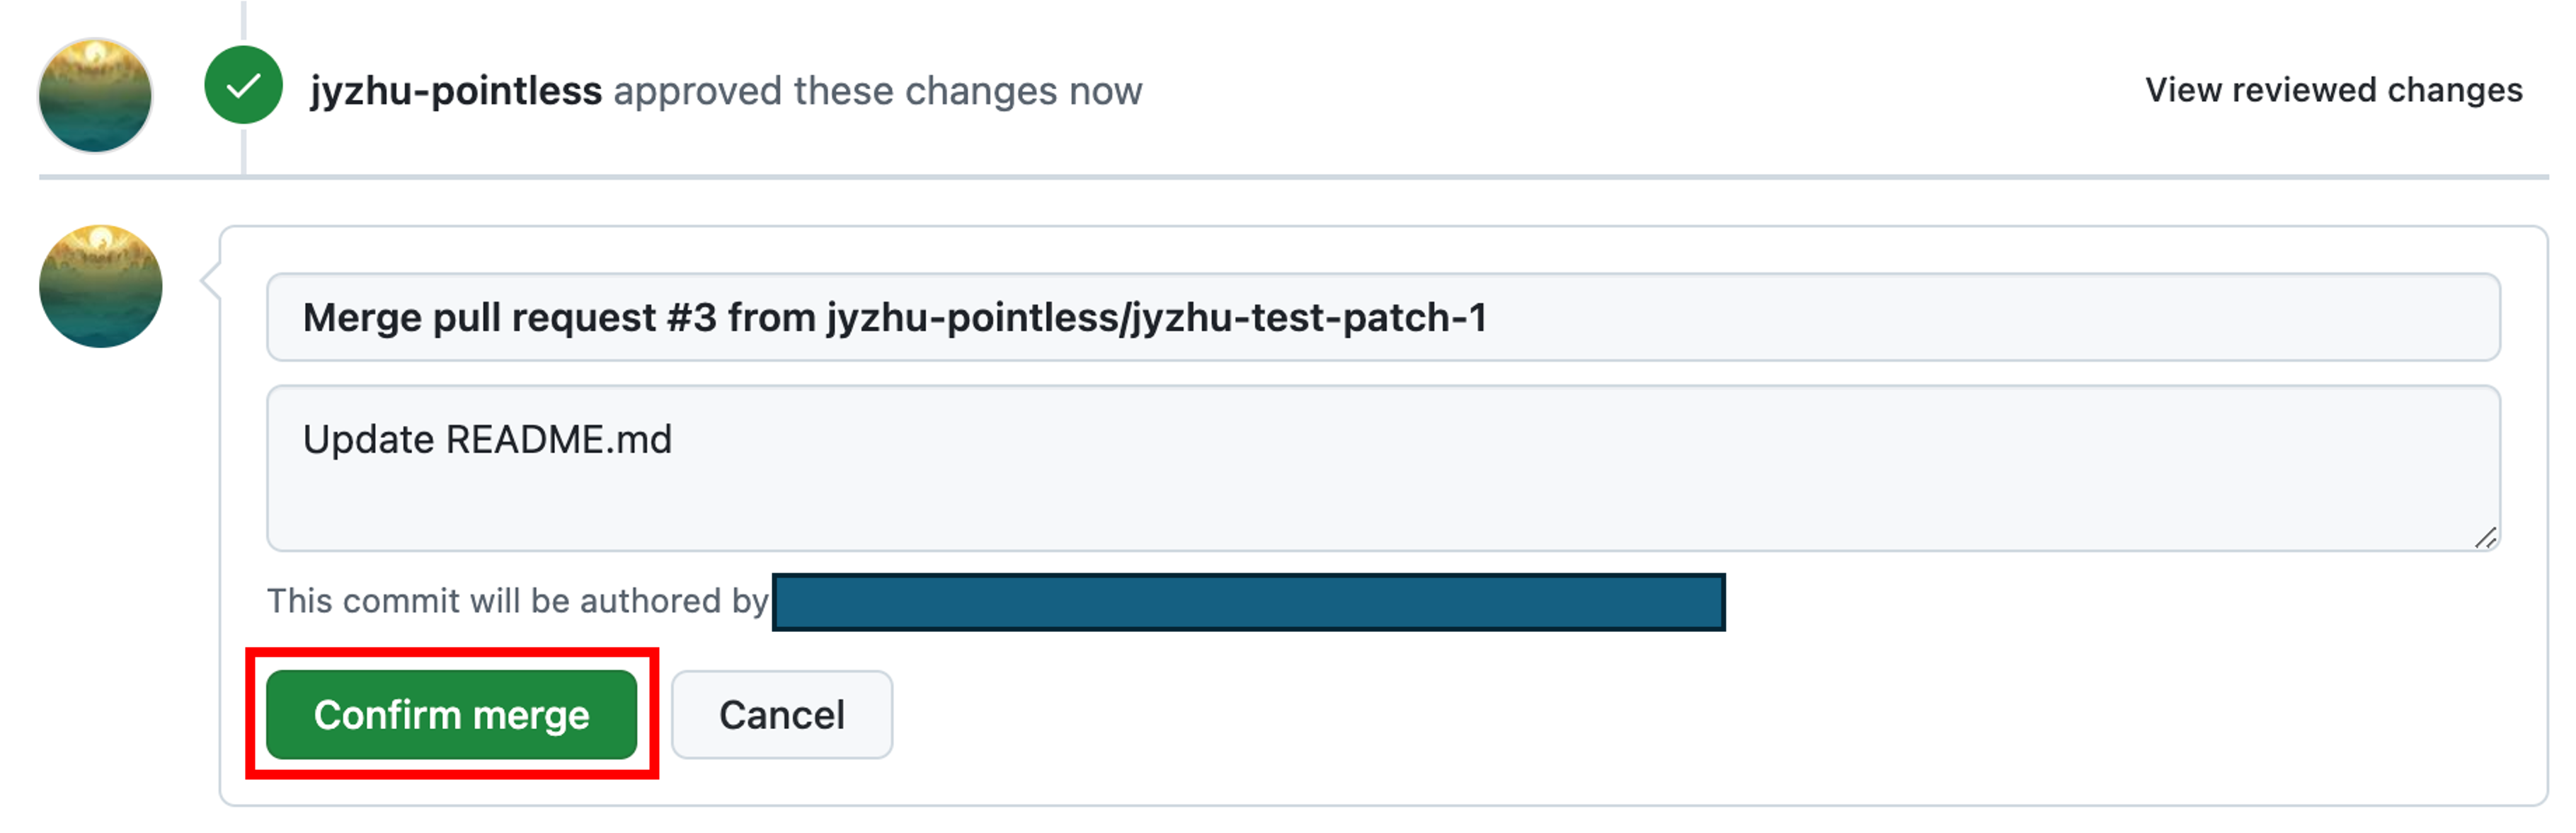 jyzhu-pointless approved these changes now
View reviewed changes
Merge pull request #3 from jyzhu-pointless/jyzhu-test-patch-1
Update README.md
This commit will be authored by
Confirm merge
Cancel